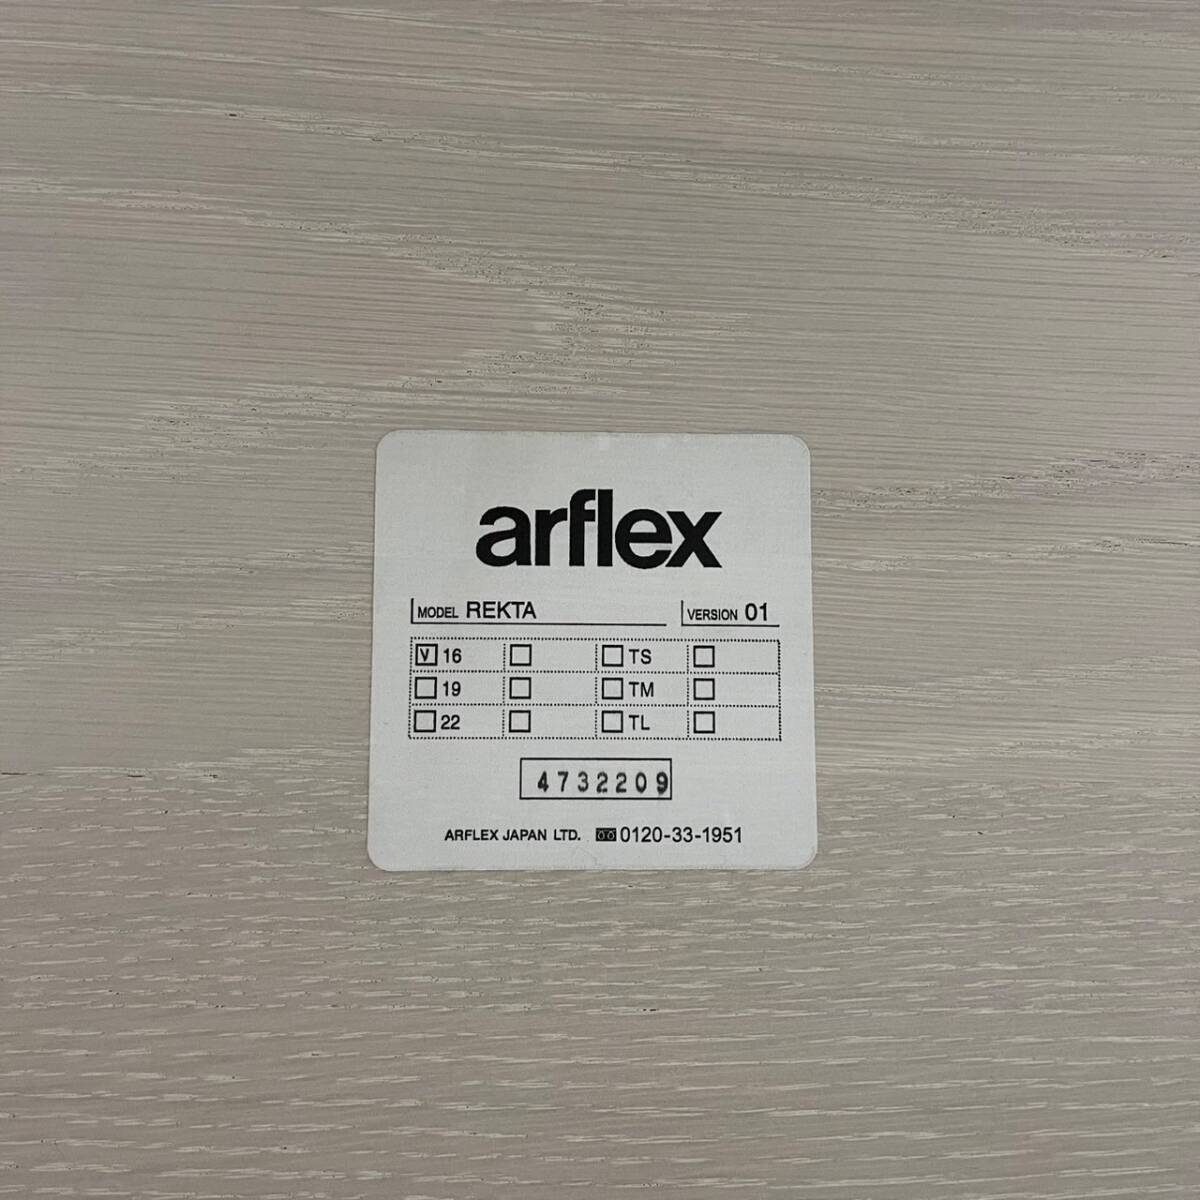 arflex
MODEL REKTA VERSION 01
V 16 TS
19 TM
22 TL
4732209
ARFLEX JAPAN LTD. 0120-33-1951